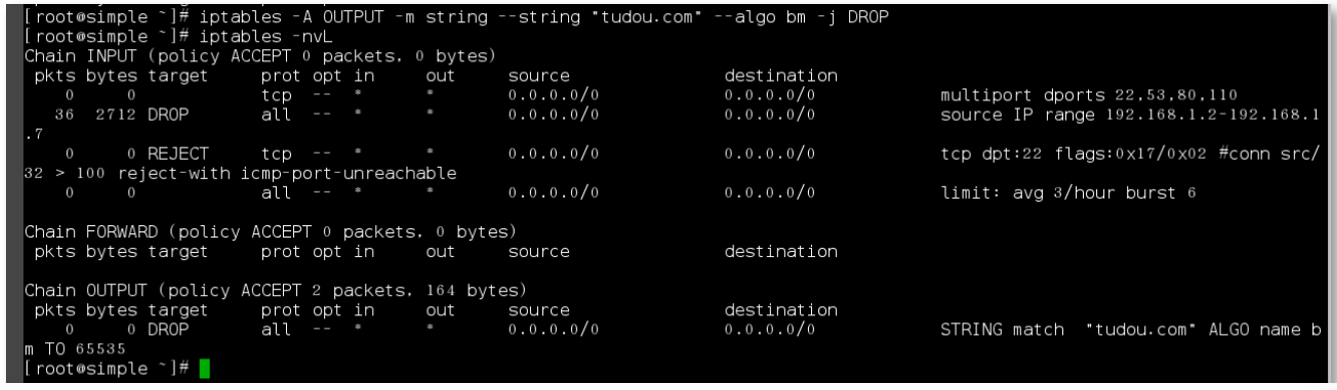 [root@simple ~]# iptables -A OUTPUT -m string --string "tudou.com" --algo bm -j DROP
[root@simple ~]# iptables -nvL
Chain INPUT (policy ACCEPT 0 packets, 0 bytes)
pkts bytes target prot opt in out source destination
0 0 tcp -- * * 0.0.0.0/0 0.0.0.0/0 multiport dports 22,53,80,110
36 2712 DROP all -- * * 0.0.0.0/0 0.0.0.0/0 source IP range 192.168.1.2-192.168.1
.7
0 0 REJECT tcp -- * * 0.0.0.0/0 0.0.0.0/0 tcp dpt:22 flags:0x17/0x02 #conn src/
32 > 100 reject-with icmp-port-unreachable
0 0 all -- * * 0.0.0.0/0 0.0.0.0/0 limit: avg 3/hour burst 6
Chain FORWARD (policy ACCEPT 0 packets, 0 bytes)
pkts bytes target prot opt in out source destination
Chain OUTPUT (policy ACCEPT 2 packets, 164 bytes)
pkts bytes target prot opt in out source destination
0 0 DROP all -- * * 0.0.0.0/0 0.0.0.0/0 STRING match "tudou.com" ALGO name b
m TO 65535
[root@simple ~]#